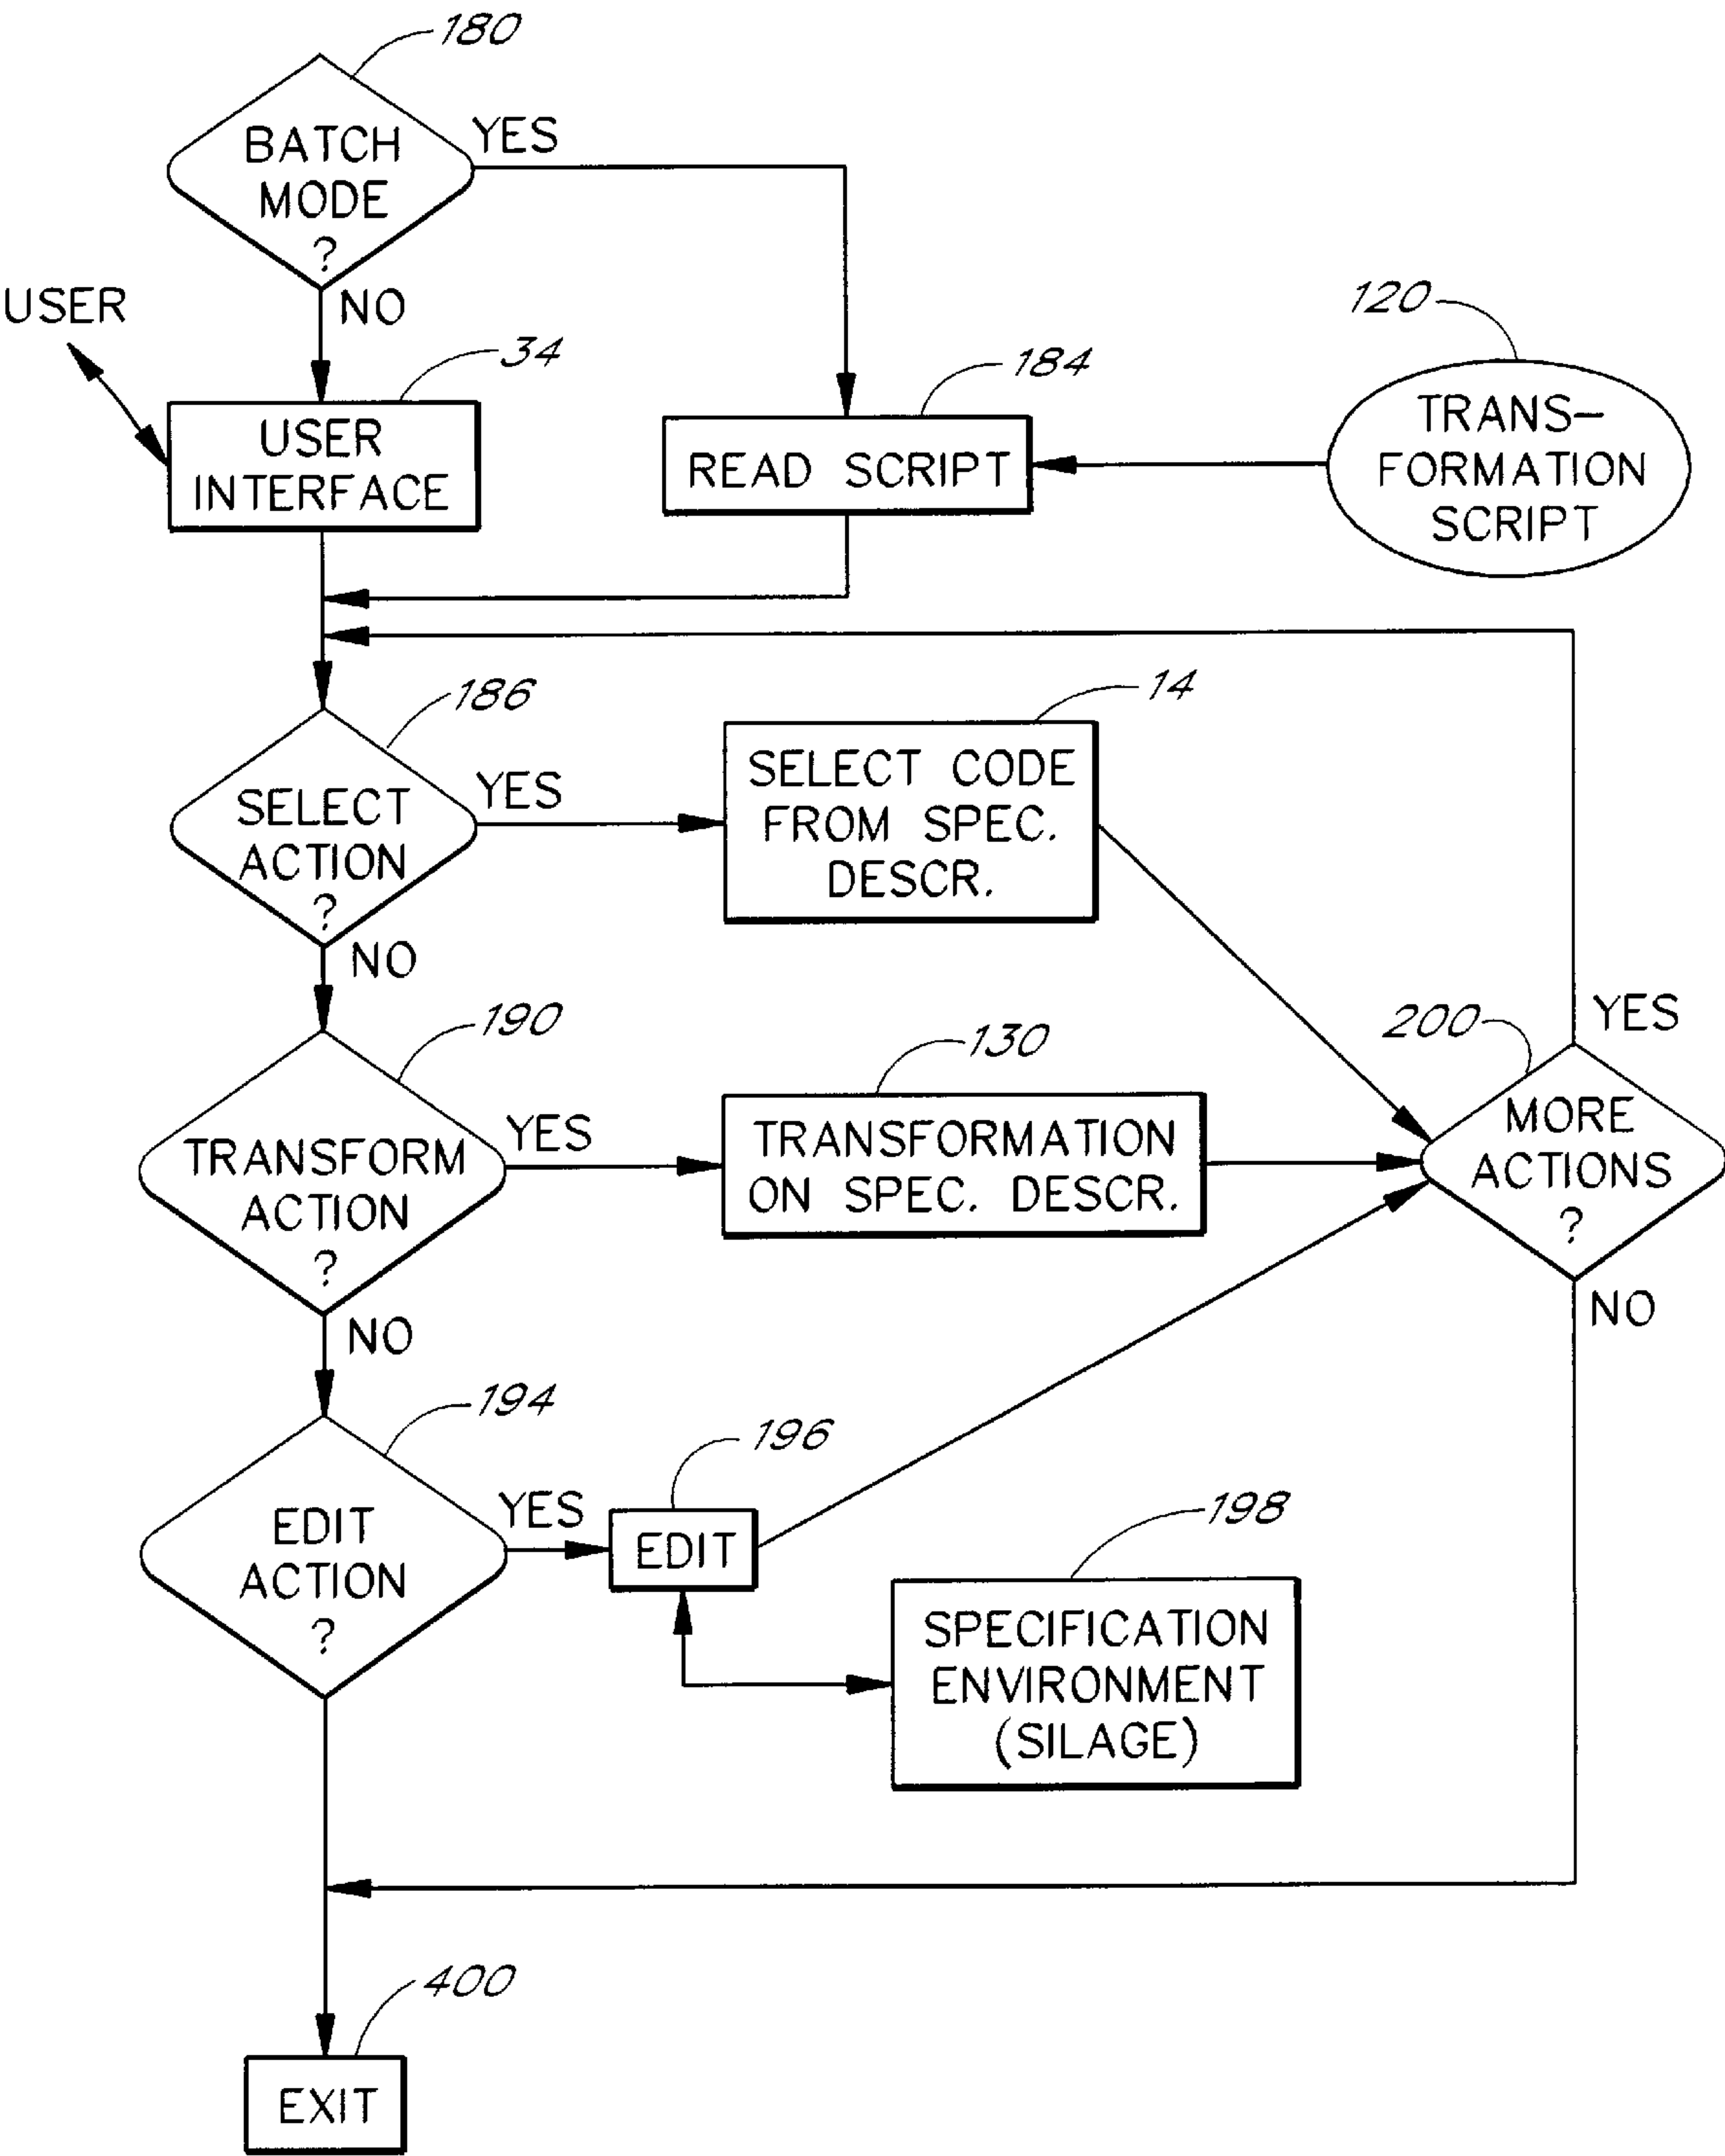 180
BATCH
MODE
?
YES
NO
USER
34
USER
INTERFACE
184
READ SCRIPT
120
TRANS-
FORMATION
SCRIPT
186
SELECT
ACTION
?
YES
NO
14
SELECT CODE
FROM SPEC.
DESCR.
190
TRANSFORM
ACTION
?
YES
NO
130
TRANSFORMATION
ON SPEC. DESCR.
200
YES
MORE
ACTIONS
?
NO
194
EDIT
ACTION
?
YES
196
EDIT
198
SPECIFICATION
ENVIRONMENT
(SILAGE)
400
EXIT